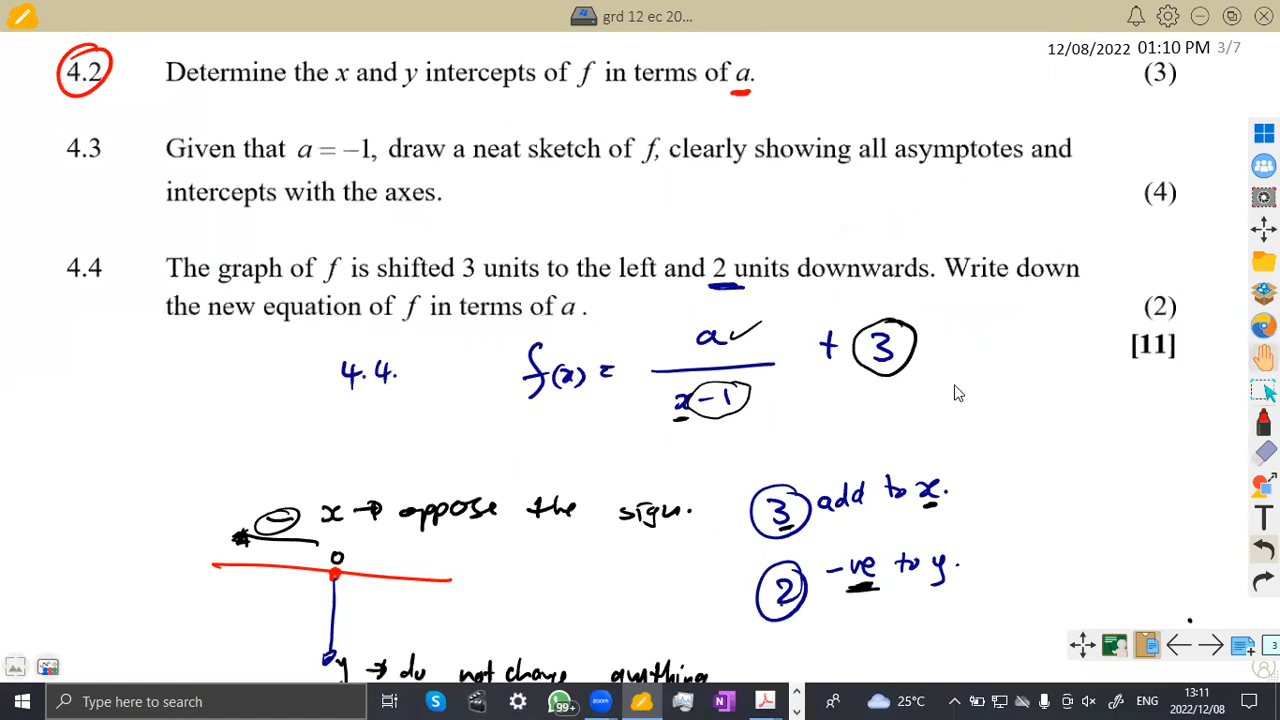 grd 12 ec 20...
12/08/2022 01:10 PM 3/7
4.2 Determine the x and y intercepts of f in terms of a. (3)
4.3 Given that a = –1, draw a neat sketch of f, clearly showing all asymptotes and
intercepts with the axes. (4)
4.4 The graph of f is shifted 3 units to the left and 2 units downwards. Write down
the new equation of f in terms of a . (2)
[11]
4.4. f(x) = a / x – 1 + 3
x → oppose the sign.
3 add to x.
0
2 -ve to y.
y → do not change anything
3
Type here to search
99+
25°C
ENG
13:11
2022/12/08